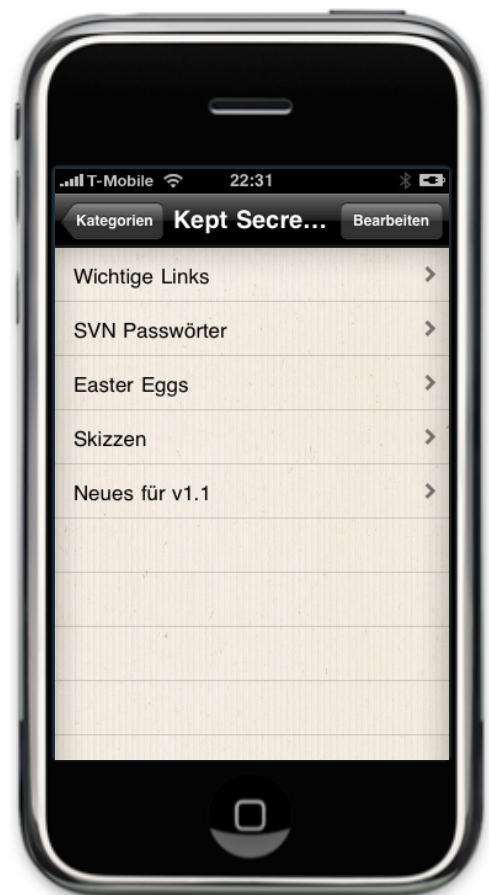 T-Mobile 22:31
Kategorien Kept Secre... Bearbeiten
Wichtige Links
SVN Passwörter
Easter Eggs
Skizzen
Neues für v1.1